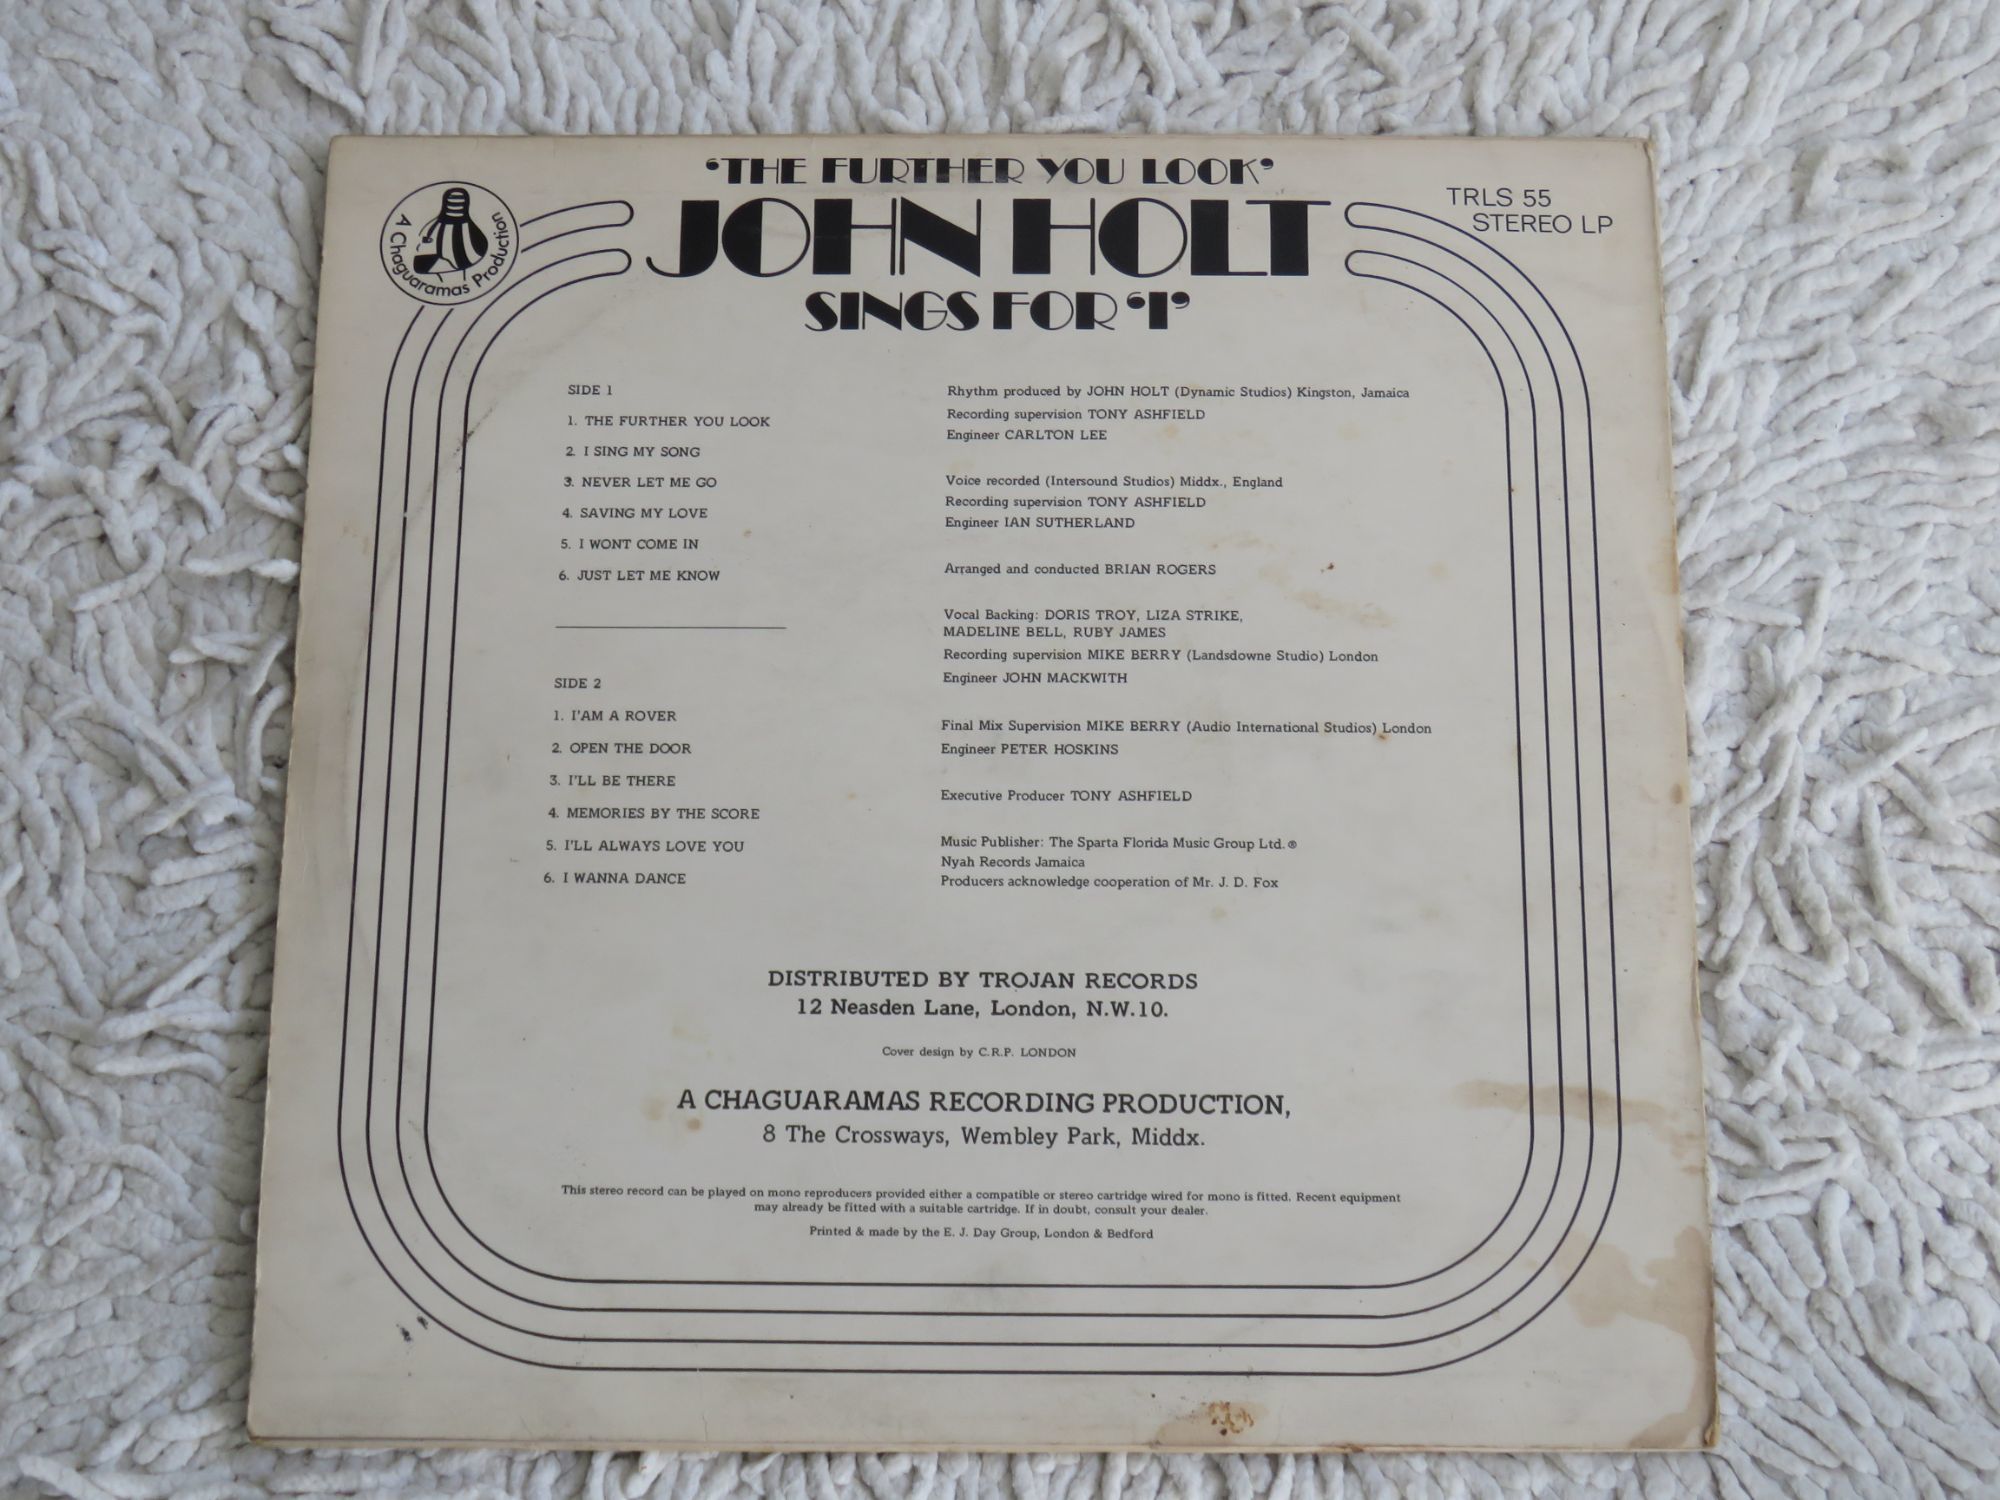 'THE FURTHER YOU LOOK'
JOHN HOLT
SINGS FOR 'I'
A Chaguaramas Production
TRLS 55
STEREO LP
SIDE 1
1. THE FURTHER YOU LOOK
2. I SING MY SONG
3. NEVER LET ME GO
4. SAVING MY LOVE
5. I WONT COME IN
6. JUST LET ME KNOW
SIDE 2
1. I'AM A ROVER
2. OPEN THE DOOR
3. I'LL BE THERE
4. MEMORIES BY THE SCORE
5. I'LL ALWAYS LOVE YOU
6. I WANNA DANCE
Rhythm produced by JOHN HOLT (Dynamic Studios) Kingston, Jamaica
Recording supervision TONY ASHFIELD
Engineer CARLTON LEE
Voice recorded (Intersound Studios) Middx., England
Recording supervision TONY ASHFIELD
Engineer IAN SUTHERLAND
Arranged and conducted BRIAN ROGERS
Vocal Backing: DORIS TROY, LIZA STRIKE,
MADELINE BELL, RUBY JAMES
Recording supervision MIKE BERRY (Landsdowne Studio) London
Engineer JOHN MACKWITH
Final Mix Supervision MIKE BERRY (Audio International Studios) London
Engineer PETER HOSKINS
Executive Producer TONY ASHFIELD
Music Publisher: The Sparta Florida Music Group Ltd. ®
Nyah Records Jamaica
Producers acknowledge cooperation of Mr. J. D. Fox
DISTRIBUTED BY TROJAN RECORDS
12 Neasden Lane, London, N.W.10.
Cover design by C.R.P. LONDON
A CHAGUARAMAS RECORDING PRODUCTION,
8 The Crossways, Wembley Park, Middx.
This stereo record can be played on mono reproducers provided either a compatible or stereo cartridge wired for mono is fitted. Recent equipment
may already be fitted with a suitable cartridge. If in doubt, consult your dealer.
Printed & made by the E. J. Day Group, London & Bedford